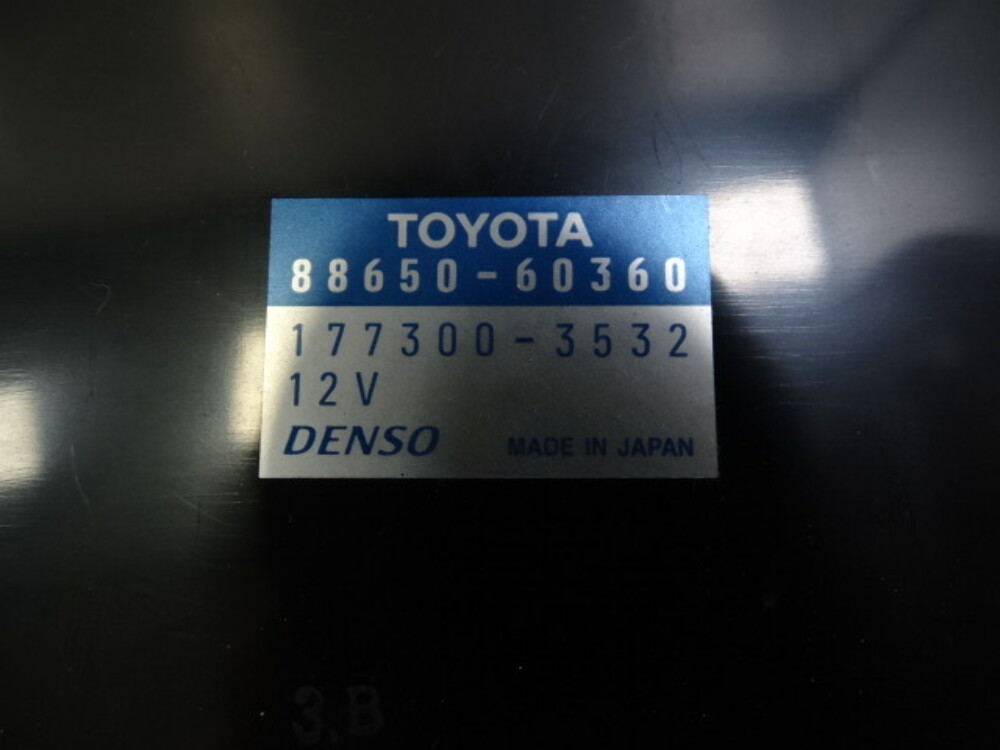 TOYOTA
88650-60360
177300-3532
12V
DENSO MADE IN JAPAN
3.B